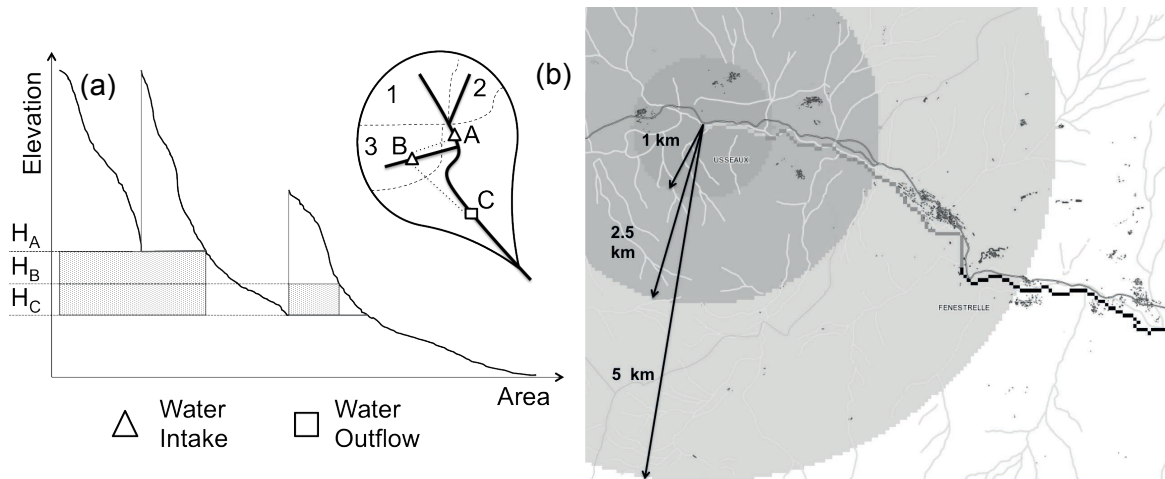 Elevation
(a)
1
2
A
3
B
C
H_A
H_B
H_C
Area
Water
Intake
Water
Outflow
(b)
1 km
USSEAUX
2.5
km
FENESTRELLE
5 km